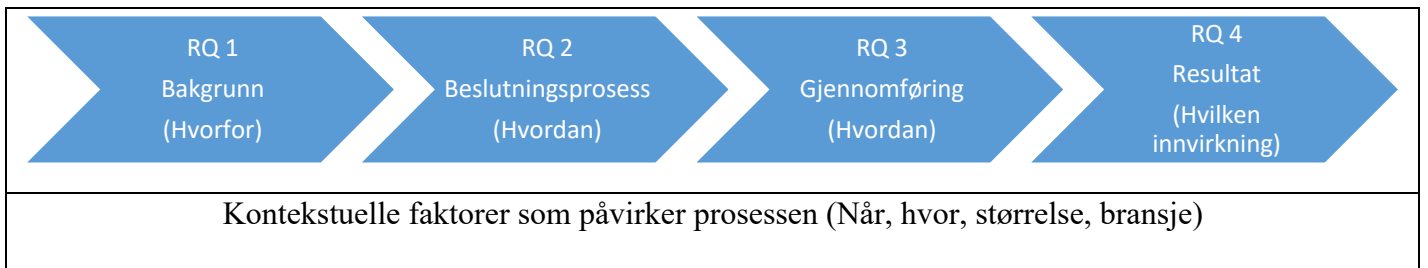 RQ 1
Bakgrunn
(Hvorfor)
RQ 2
Beslutningsprosess
(Hvordan)
RQ 3
Gjennomføring
(Hvordan)
RQ 4
Resultat
(Hvilken
innvirkning)
Kontekstuelle faktorer som påvirker prosessen (Når, hvor, størrelse, bransje)